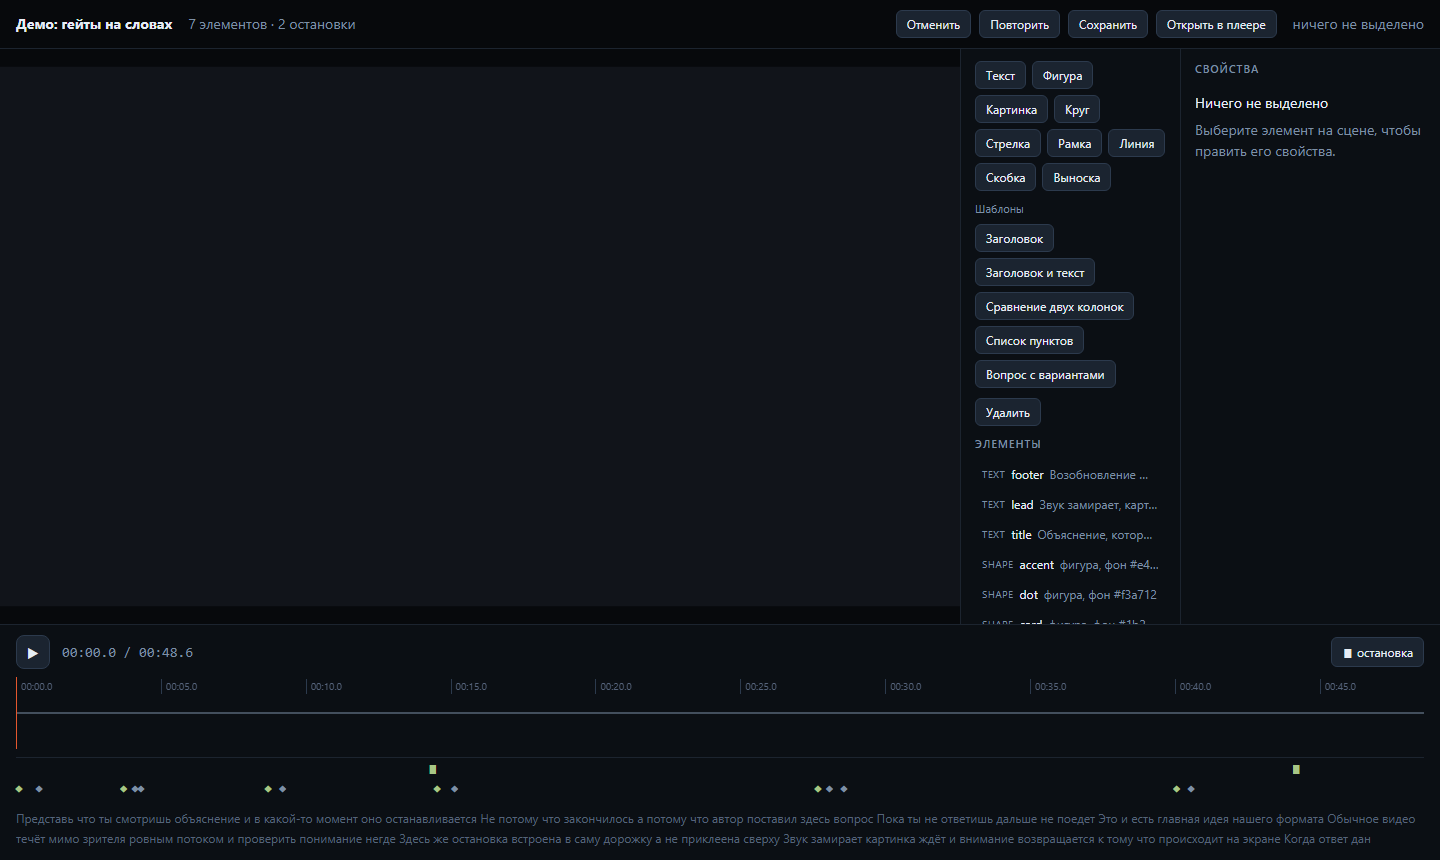 Демо: гейты на словах 7 элементов · 2 остановки Отменить Повторить Сохранить Открыть в плеере ничего не выделено
Текст Фигура
Картинка Круг
Стрелка Рамка Линия
Скобка Выноска
Шаблоны
Заголовок
Заголовок и текст
Сравнение двух колонок
Список пунктов
Вопрос с вариантами
Удалить
ЭЛЕМЕНТЫ
TEXT footer Возобновление ...
TEXT lead Звук замирает, карт...
TEXT title Объяснение, котор...
SHAPE accent фигура, фон #e4...
SHAPE dot фигура, фон #f3a712
СВОЙСТВА
Ничего не выделено
Выберите элемент на сцене, чтобы
править его свойства.
00:00.0 / 00:48.6 остановка
00:00.0 00:05.0 00:10.0 00:15.0 00:20.0 00:25.0 00:30.0 00:35.0 00:40.0 00:45.0
Представь что ты смотришь объяснение и в какой-то момент оно останавливается Не потому что закончилось а потому что автор поставил здесь вопрос Пока ты не ответишь дальше не поедет Это и есть главная идея нашего формата Обычное видео
течёт мимо зрителя ровным потоком и проверить понимание негде Здесь же остановка встроена в саму дорожку а не приклеена сверху Звук замирает картинка ждёт и внимание возвращается к тому что происходит на экране Когда ответ дан